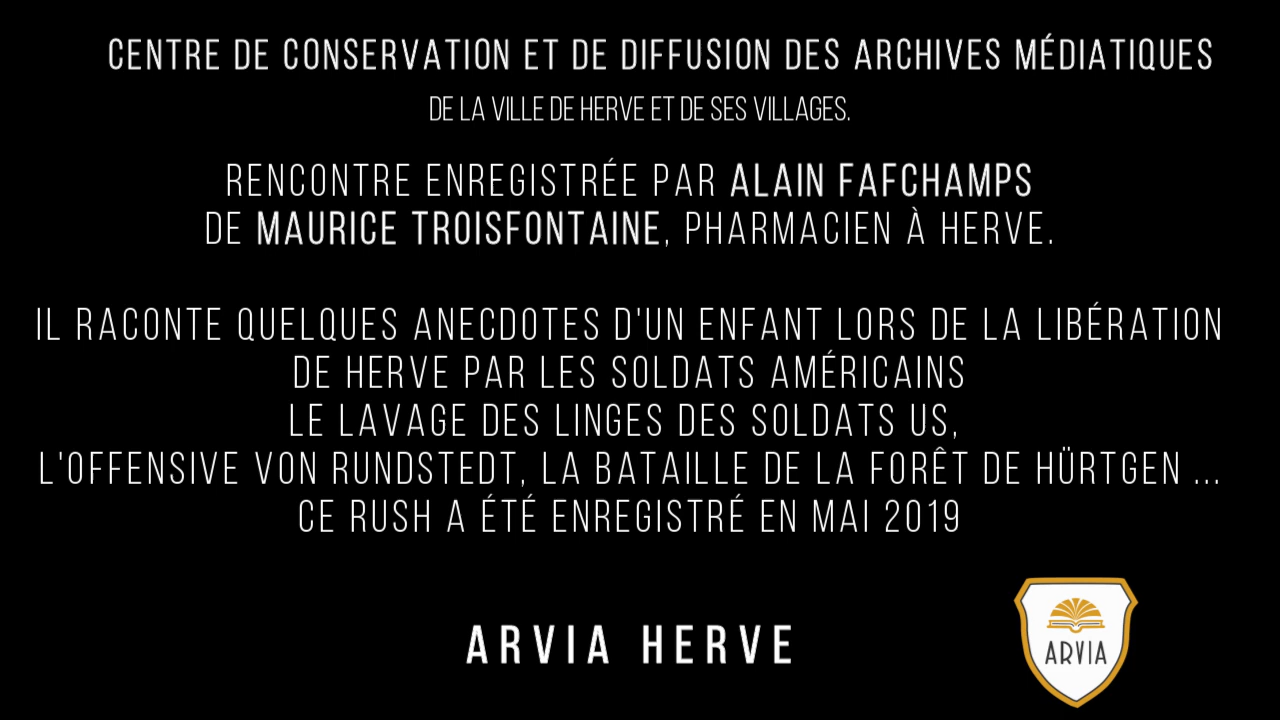 CENTRE DE CONSERVATION ET DE DIFFUSION DES ARCHIVES MÉDIATIQUES
DE LA VILLE DE HERVE ET DE SES VILLAGES.
RENCONTRE ENREGISTRÉE PAR ALAIN FAFCHAMPS
DE MAURICE TROISFONTAINE, PHARMACIEN À HERVE.
IL RACONTE QUELQUES ANECDOTES D'UN ENFANT LORS DE LA LIBÉRATION
DE HERVE PAR LES SOLDATS AMÉRICAINS
LE LAVAGE DES LINGES DES SOLDATS US,
L'OFFENSIVE VON RUNDSTEDT, LA BATAILLE DE LA FORÊT DE HÜRTGEN ...
CE RUSH A ÉTÉ ENREGISTRÉ EN MAI 2019
ARVIA HERVE
ARVIA